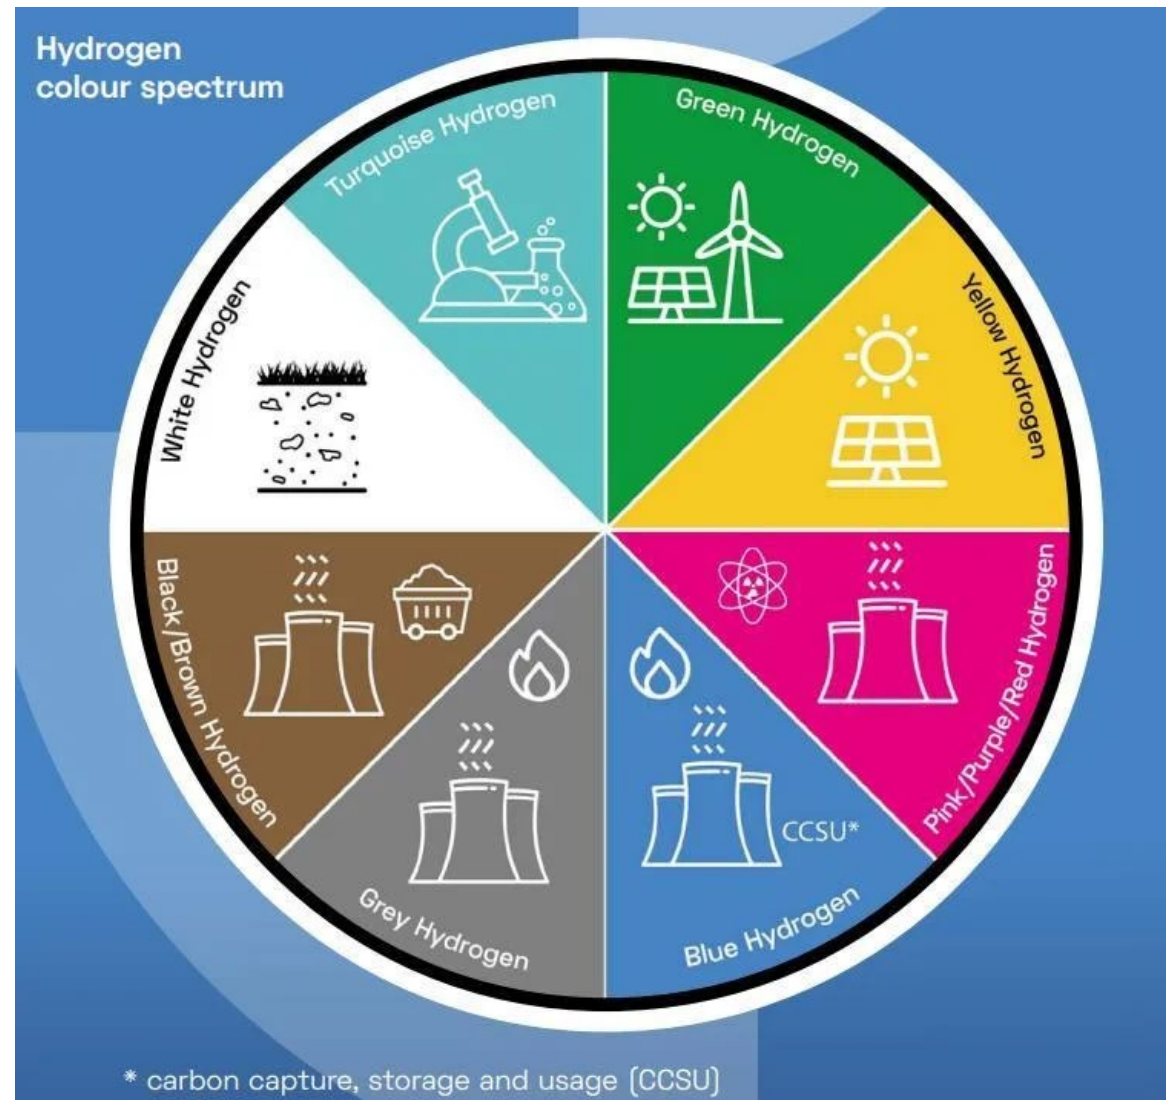 Hydrogen
colour spectrum
Turquoise Hydrogen
Green Hydrogen
Yellow Hydrogen
White Hydrogen
Black/Brown Hydrogen
Pink/Purple/Red Hydrogen
CCSU*
Grey Hydrogen
Blue Hydrogen
* carbon capture, storage and usage (CCSU)